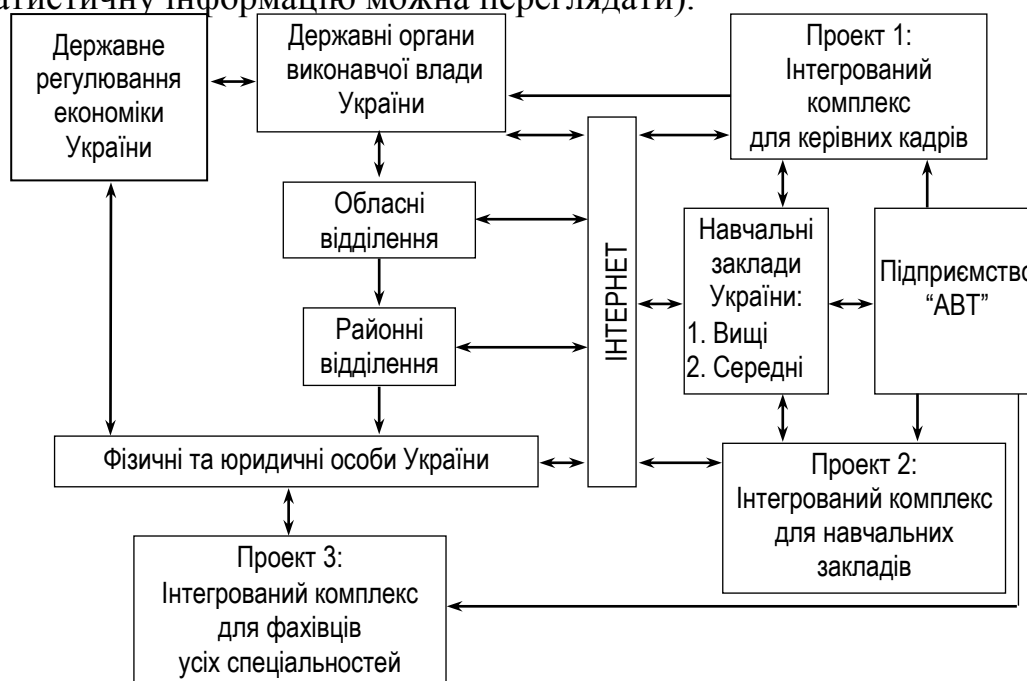 інформацію можна переглядати).
Державне
регулювання
економіки
України
Державні органи
виконавчої влади
України
Проект 1:
Інтегрований
комплекс
для керівних кадрів
Обласні
відділення
Районні
відділення
ІНТЕРНЕТ
Навчальні
заклади
України:
1. Вищі
2. Середні
Підприємство
“АВТ”
Фізичні та юридичні особи України
Проект 2:
Інтегрований комплекс
для навчальних
закладів
Проект 3:
Інтегрований комплекс
для фахівців
усіх спеціальностей